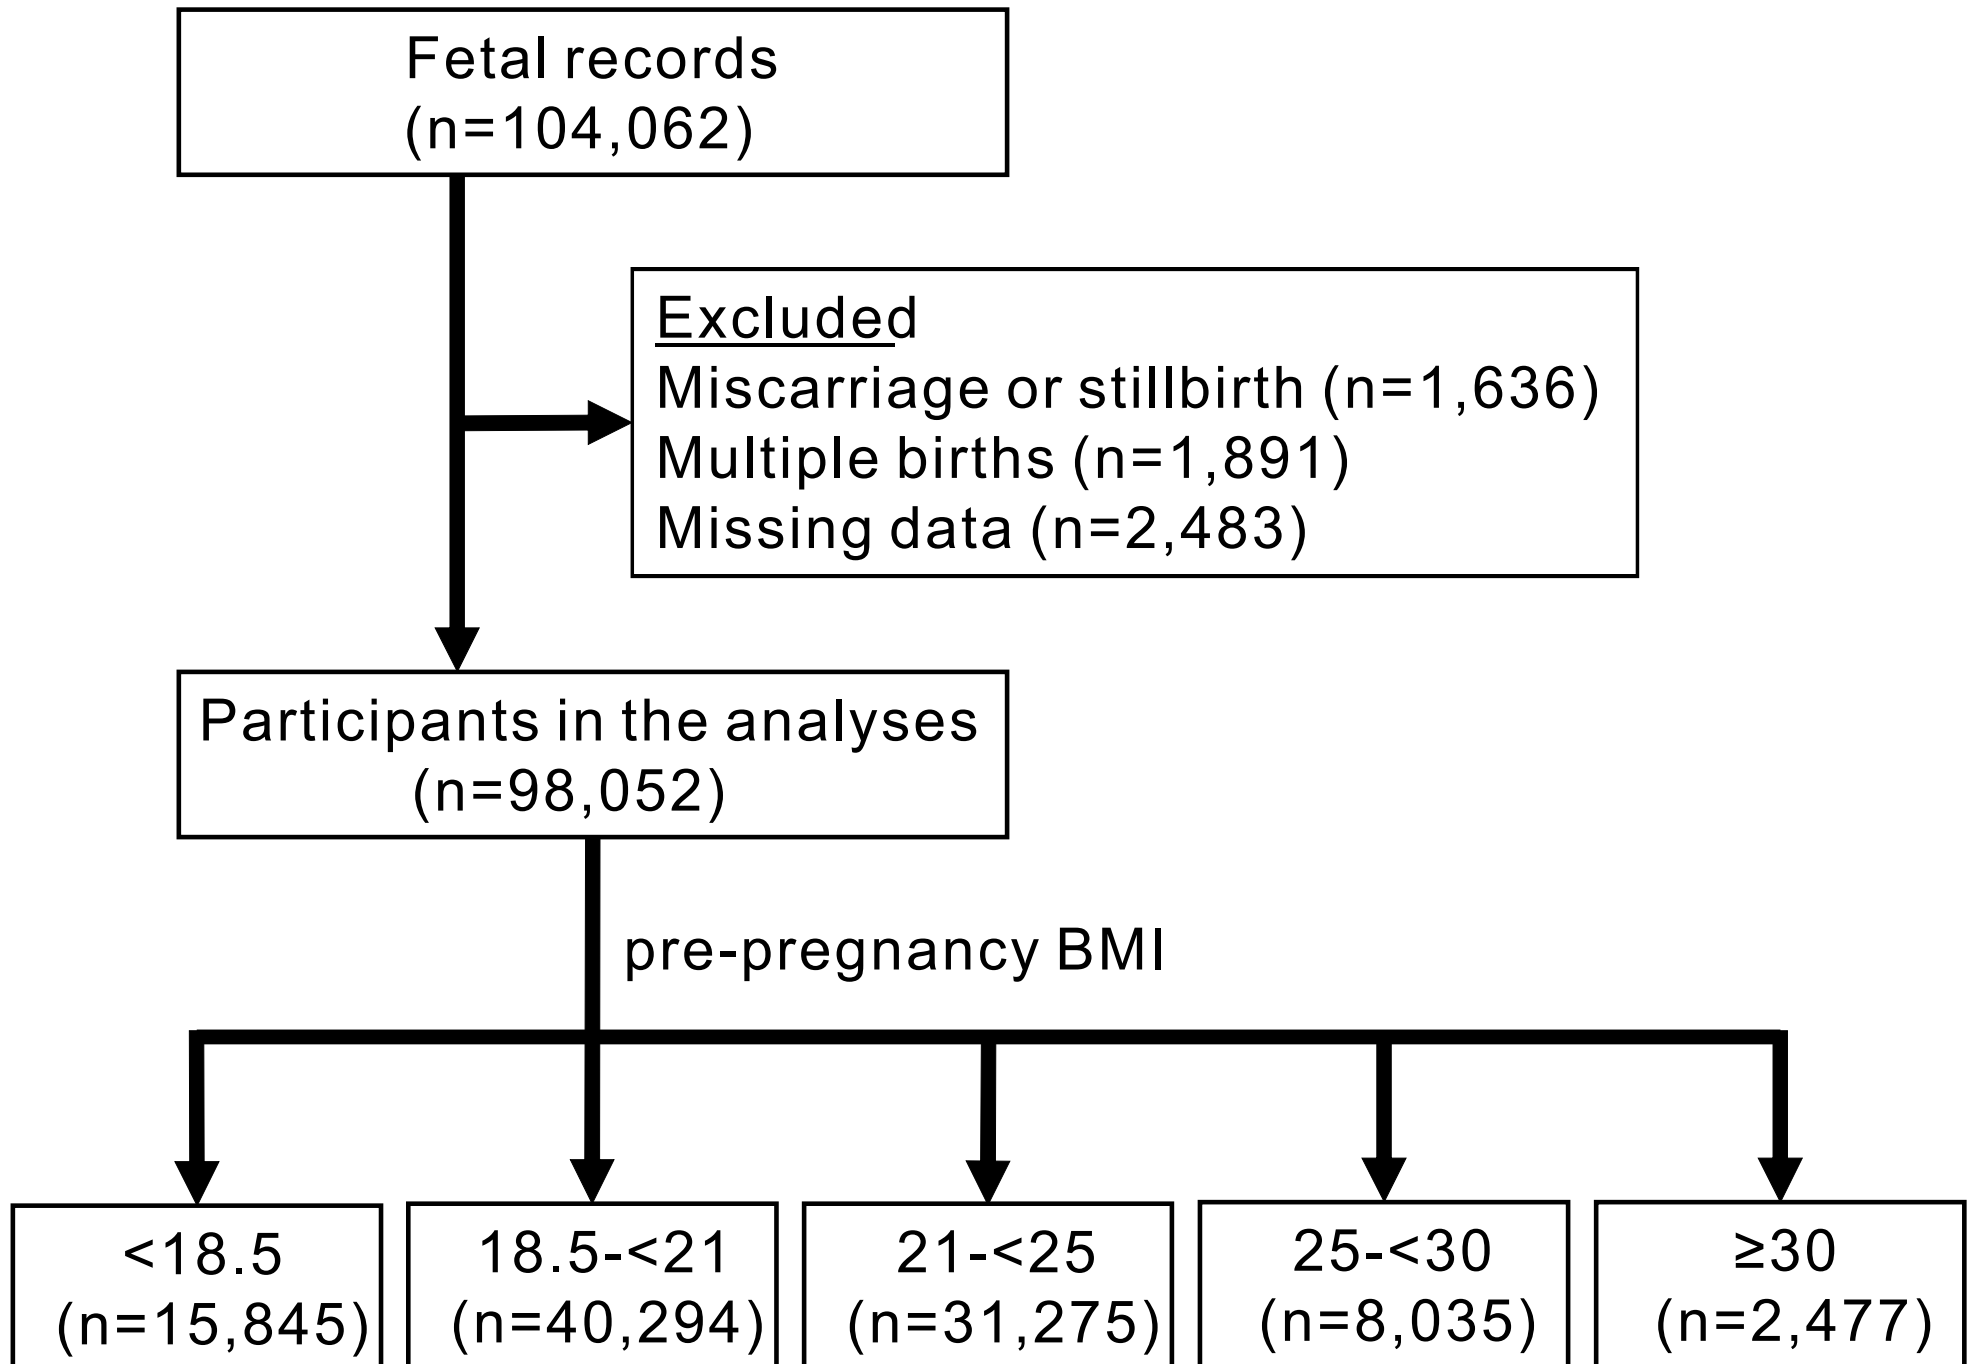 Fetal records
(n=104,062)
Excluded
Miscarriage or stillbirth (n=1,636)
Multiple births (n=1,891)
Missing data (n=2,483)
Participants in the analyses
(n=98,052)
pre-pregnancy BMI
<18.5
(n=15,845)
18.5-<21
(n=40,294)
21-<25
(n=31,275)
25-<30
(n=8,035)
≥30
(n=2,477)